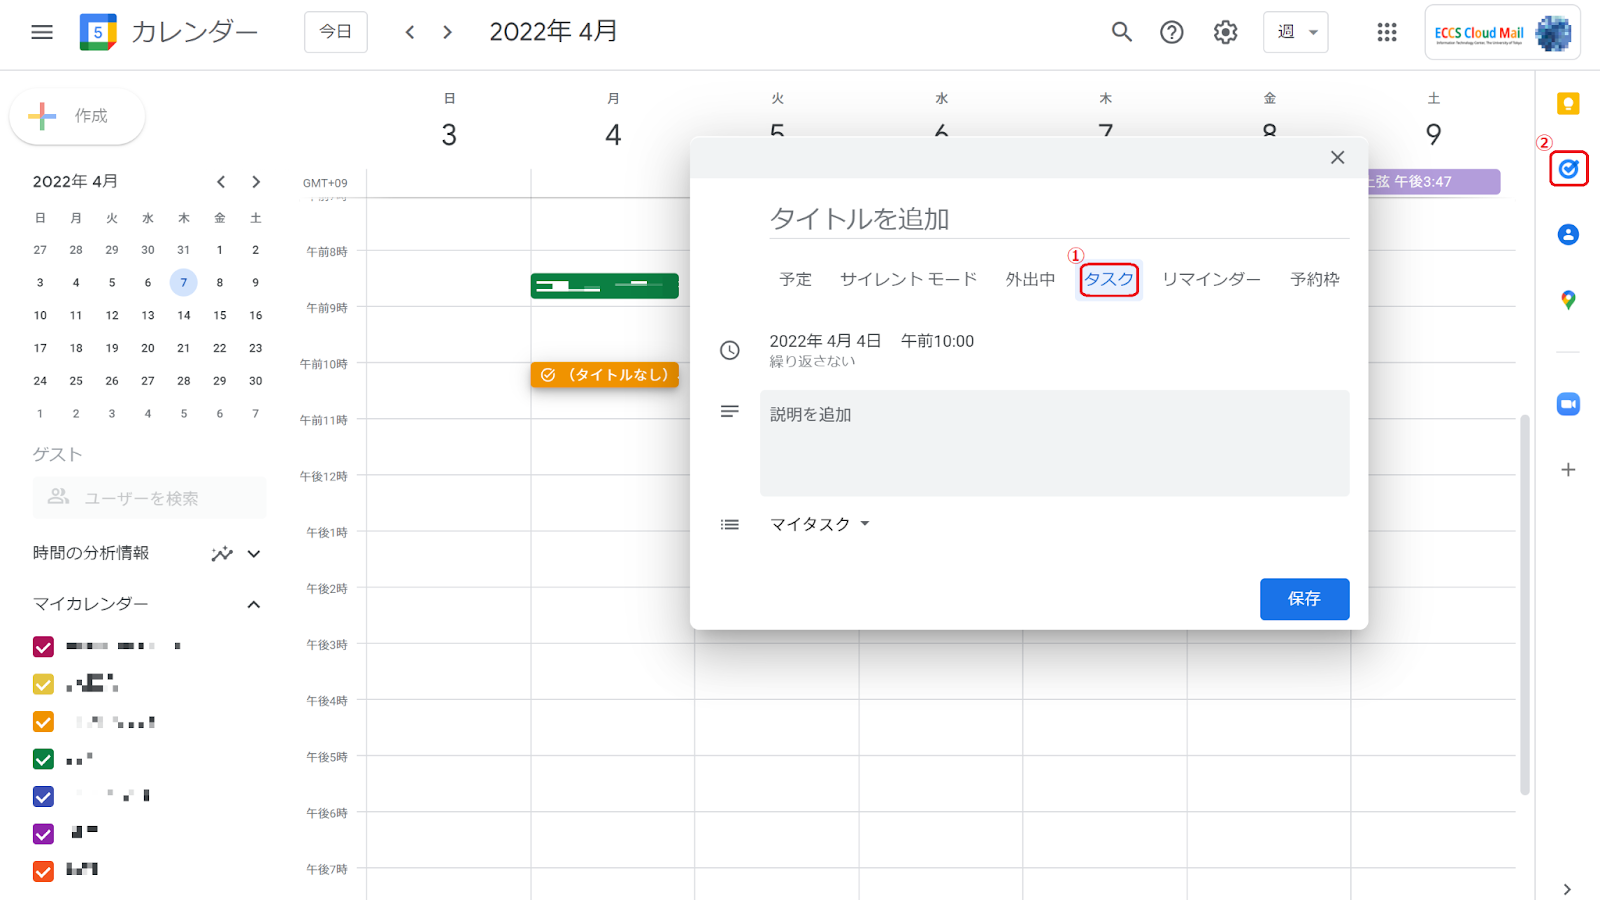 5 カレンダー 今日 2022年 4月 週 ECCS Cloud Mail
Information Technology Center, The University of Tokyo
作成
2022年 4月
日 月 火 水 木 金 土
27 28 29 30 31 1 2
3 4 5 6 7 8 9
10 11 12 13 14 15 16
17 18 19 20 21 22 23
24 25 26 27 28 29 30
1 2 3 4 5 6 7
ゲスト
ユーザーを検索
時間の分析情報
マイカレンダー
日 月 火 水 木 金 土
3 4 5 6 7 8 9
GMT+09
上弦 午後3:47
午前7時
午前8時
午前9時
午前10時
（タイトルなし）
午前11時
午後12時
午後1時
午後2時
午後3時
午後4時
午後5時
午後6時
午後7時
タイトルを追加
①
予定 サイレント モード 外出中 タスク リマインダー 予約枠
2022年 4月 4日 午前10:00
繰り返さない
説明を追加
マイタスク
保存
②